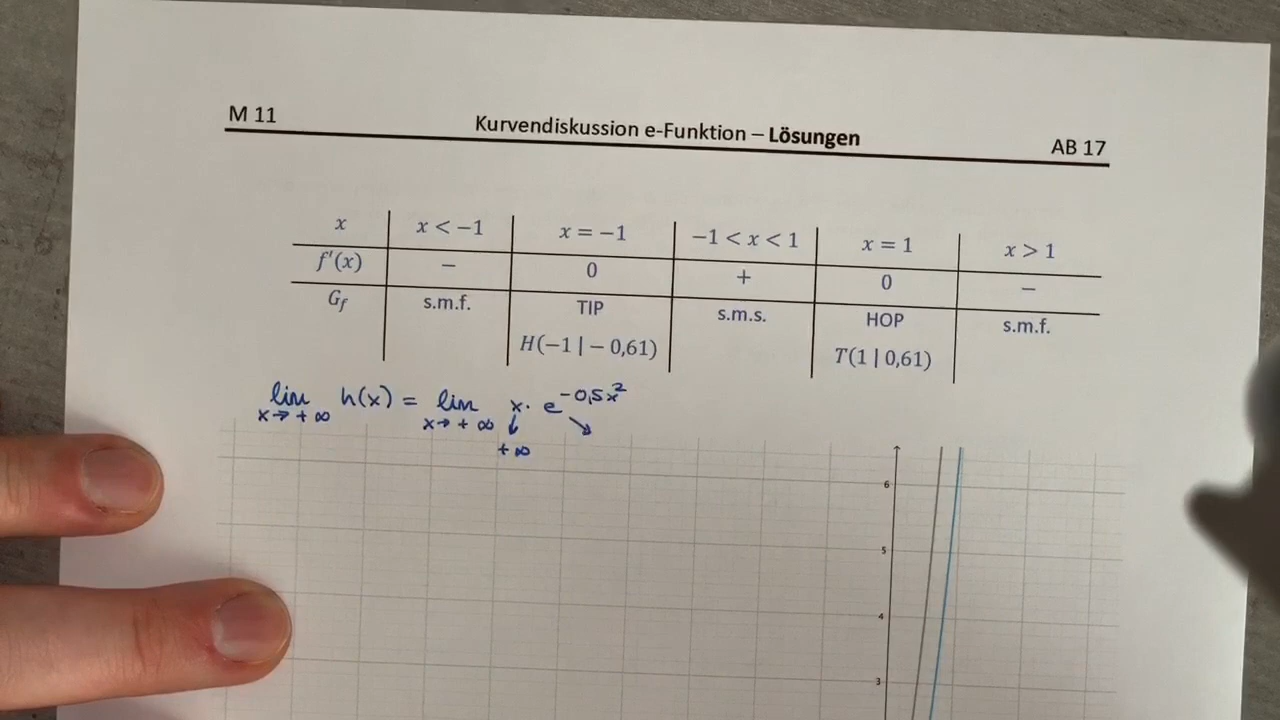 M 11
Kurvendiskussion e-Funktion – Lösungen
AB 17
x x < −1 x = −1 −1 < x < 1 x = 1 x > 1
f′(x) − 0 + 0 −
G_f s.m.f. TIP s.m.s. HOP s.m.f.
H(−1 | − 0,61) T(1 | 0,61)
lim h(x) = lim x · e^−0,5x²
x→ +∞ x→ +∞ ↓ ↘
+∞
6
5
4
3